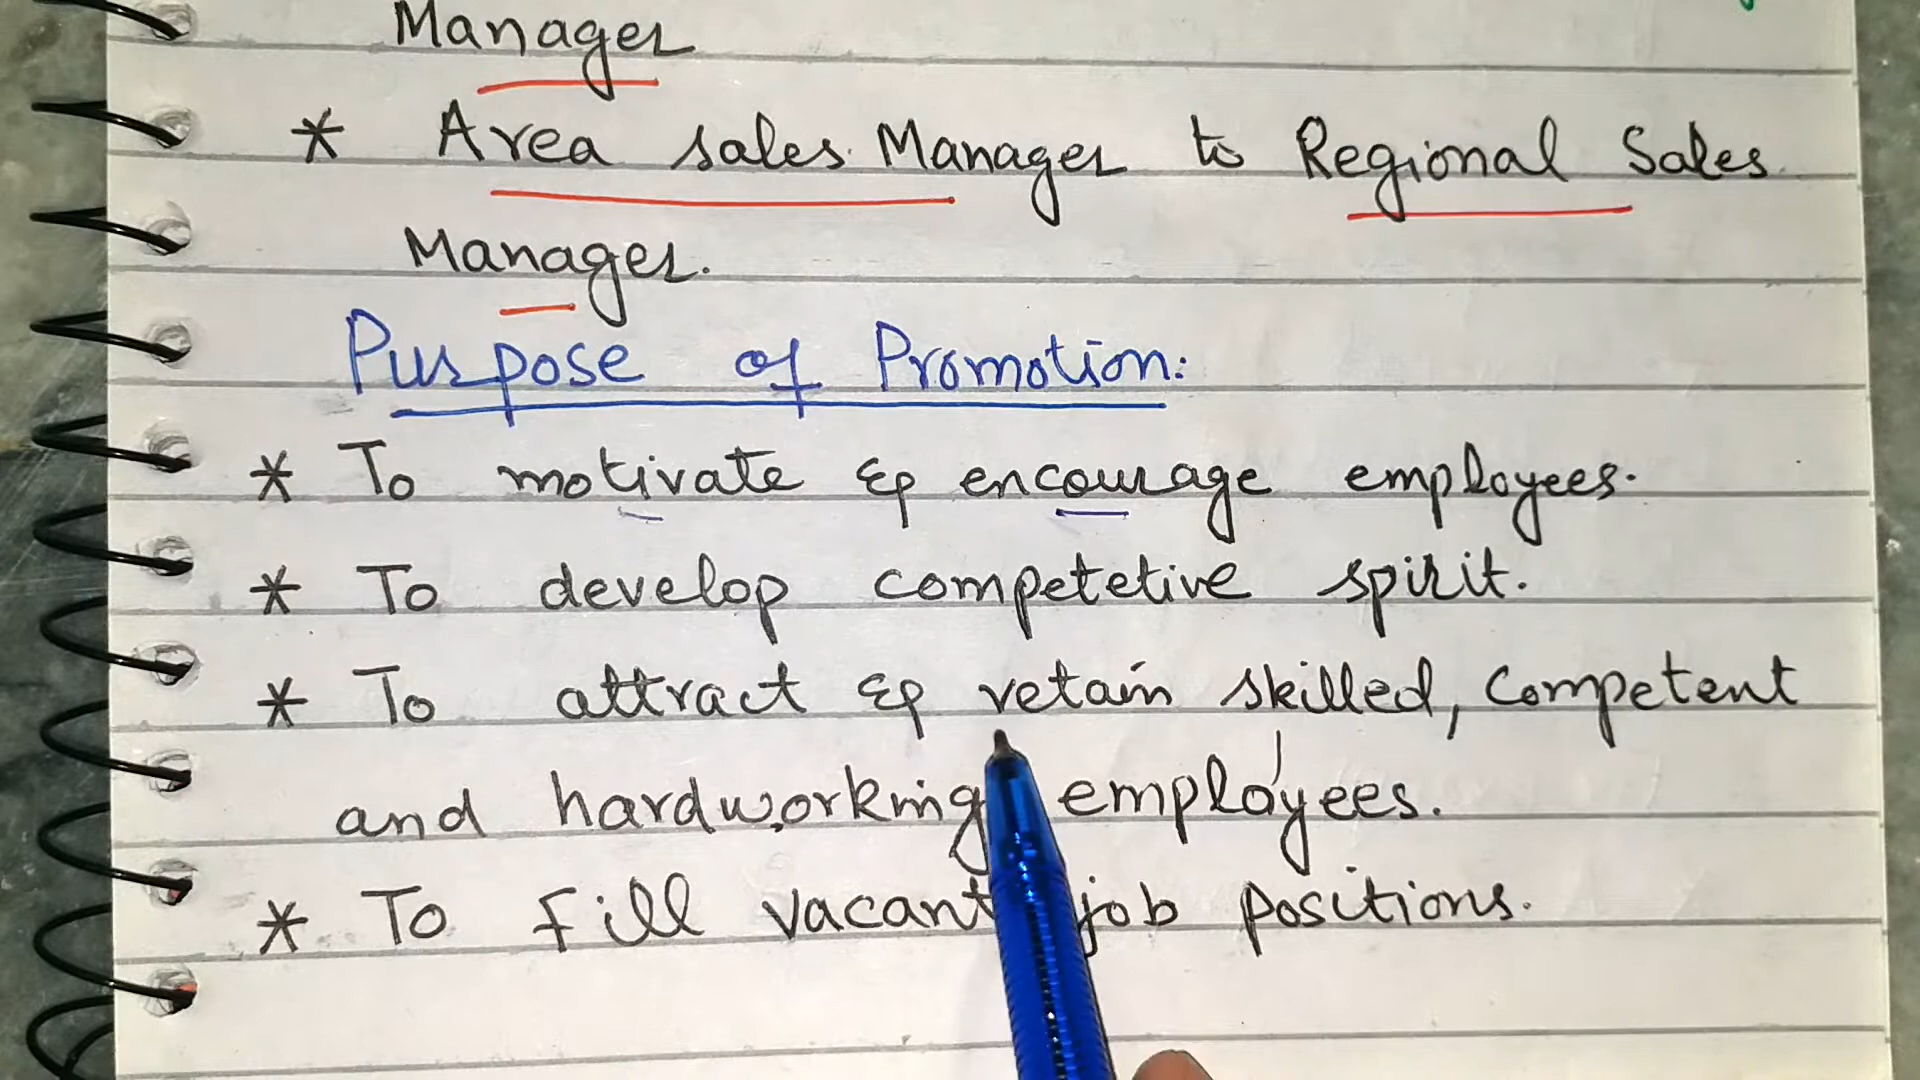 Manager
* Area sales Manager to Regional Sales
Manager.
Purpose of Promotion:
* To motivate & encourage employees.
* To develop competetive spirit.
* To attract & retain skilled, competent
and hardworking employees.
* To Fill vacant job positions.